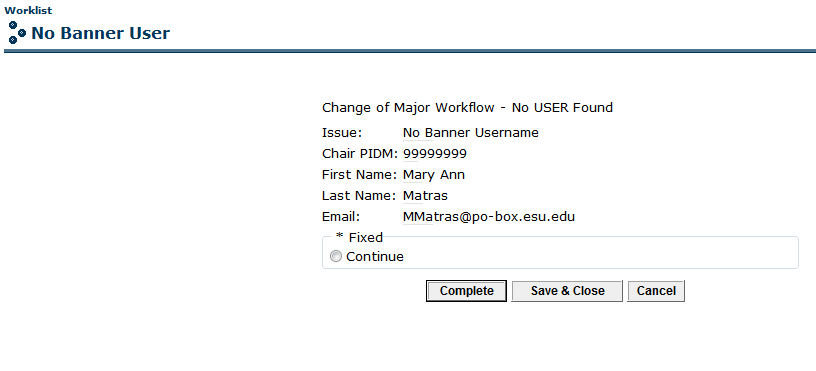 Worklist
No Banner User
Change of Major Workflow - No USER Found
Issue: No Banner Username
Chair PIDM: 99999999
First Name: Mary Ann
Last Name: Matras
Email: MMatras@po-box.esu.edu
* Fixed
Continue
Complete Save & Close Cancel